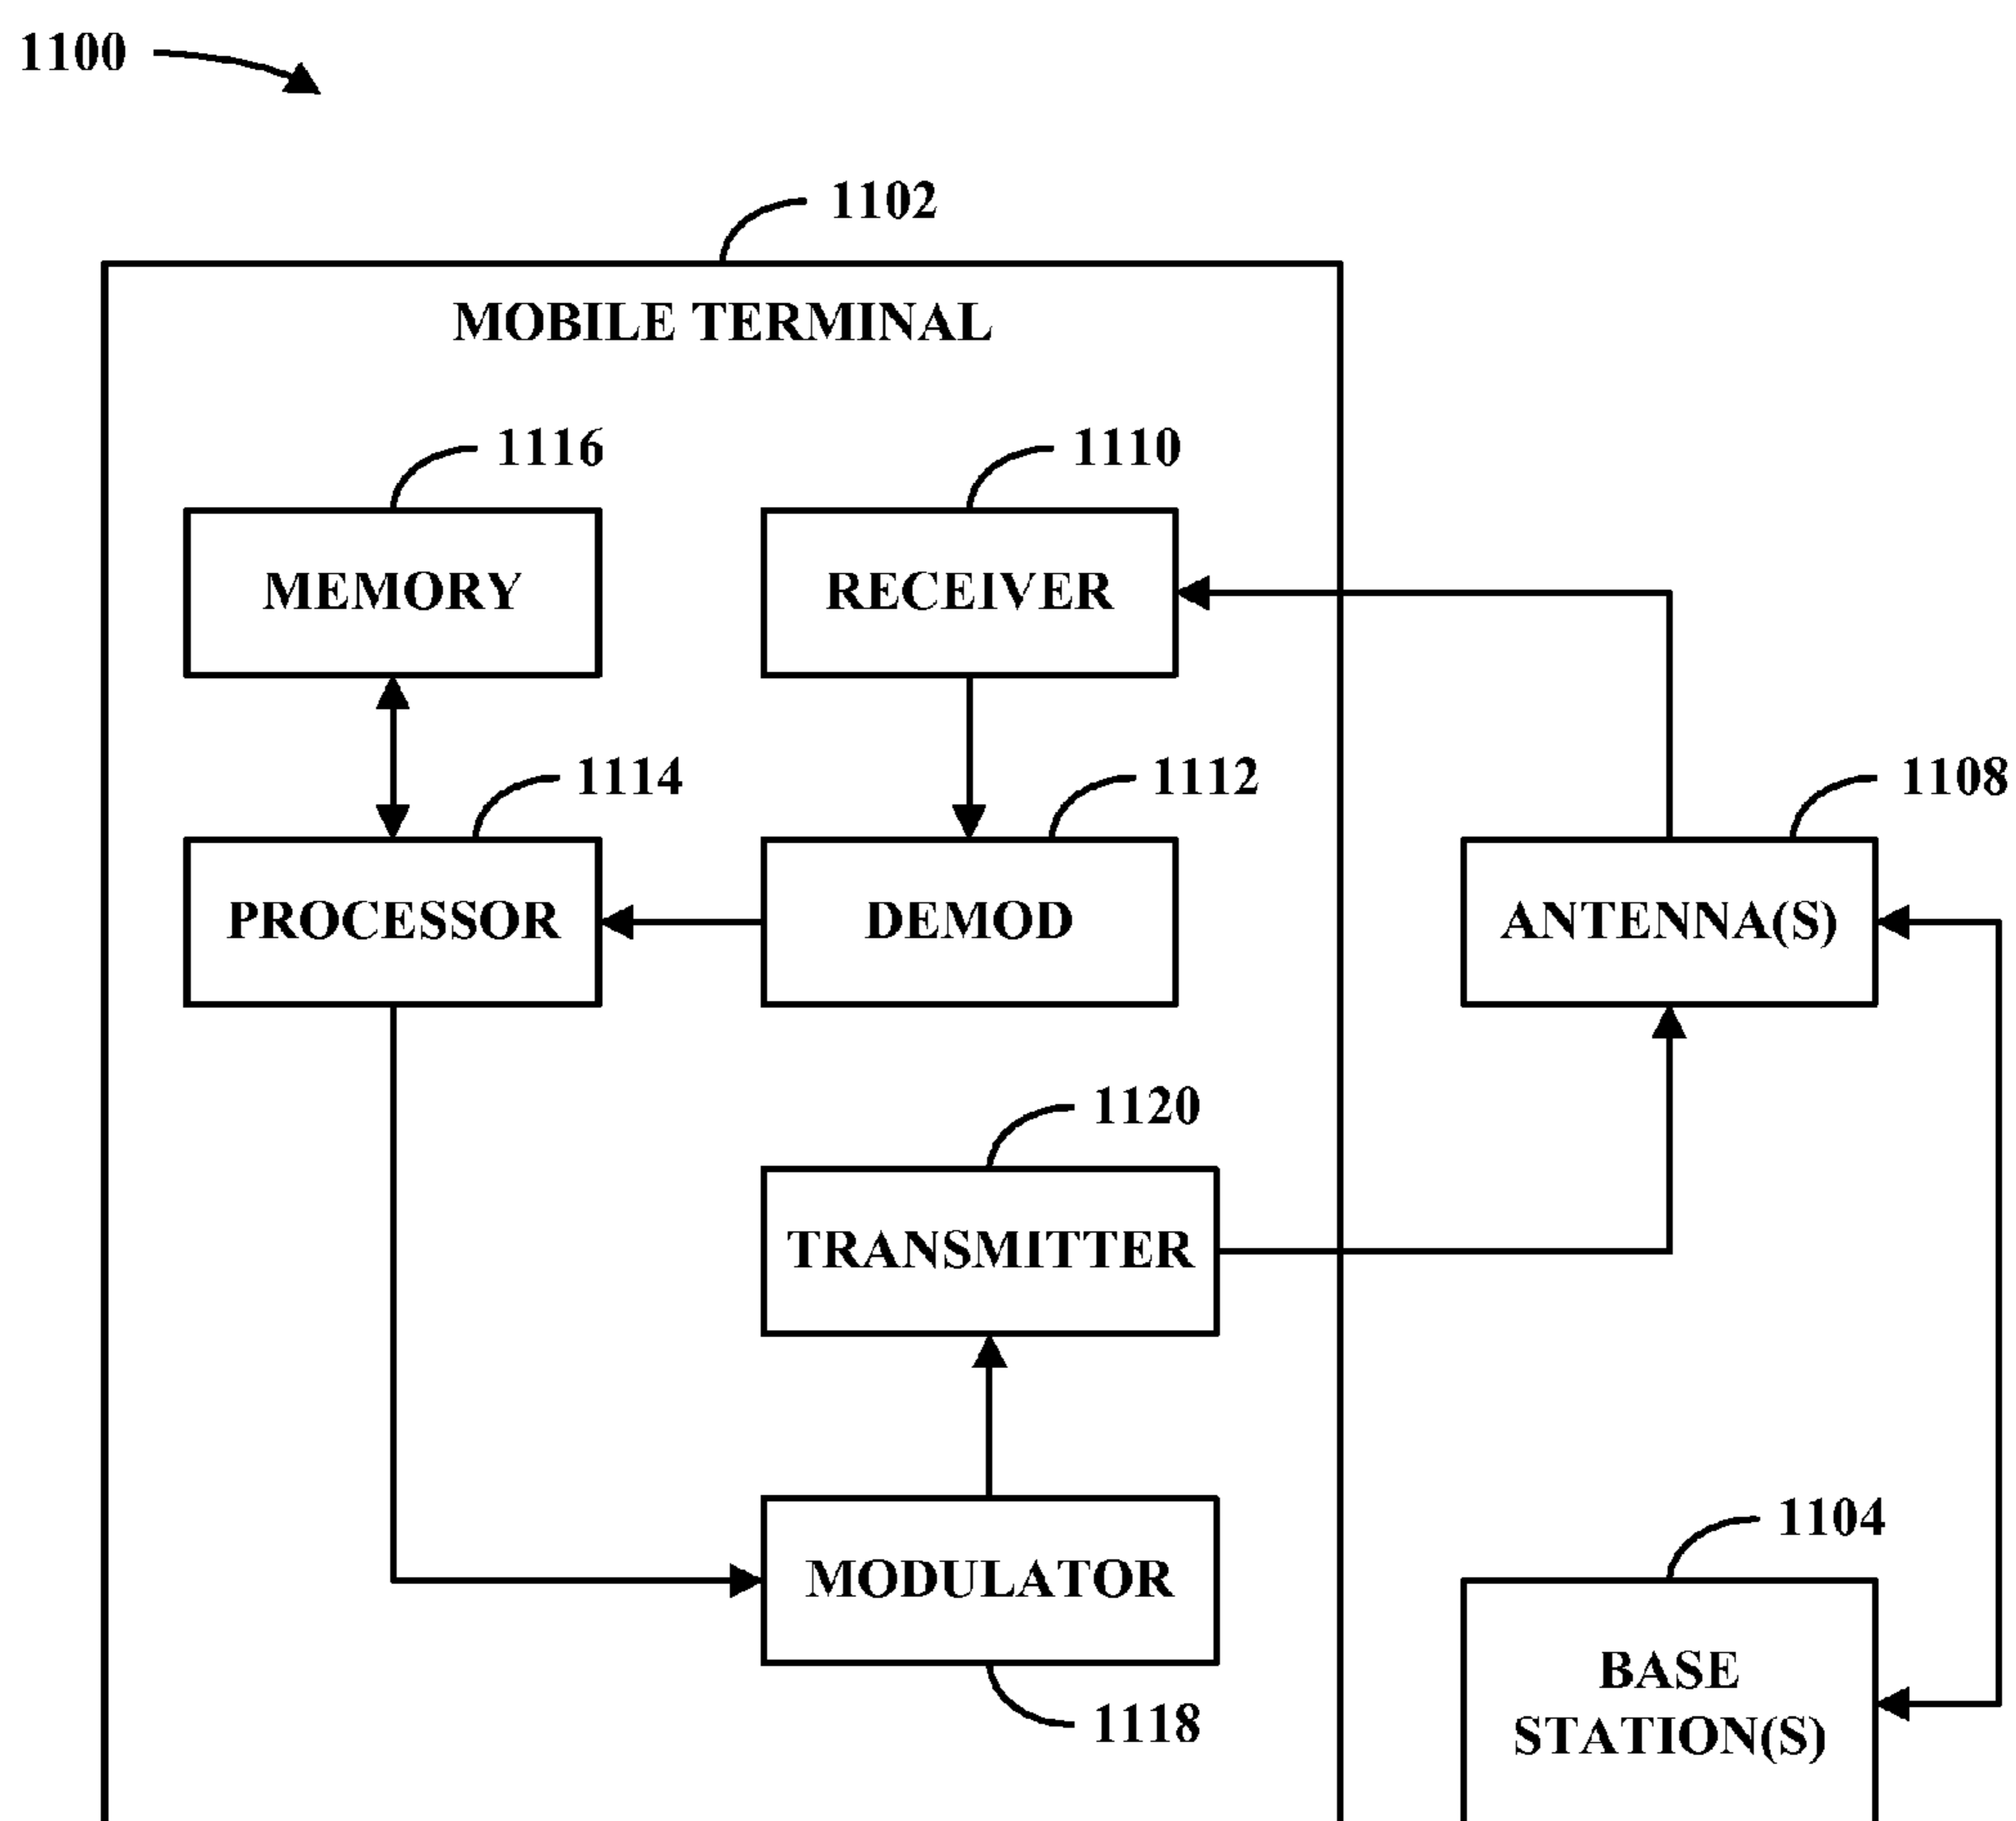 1100
1102
MOBILE TERMINAL
1116
1110
MEMORY
RECEIVER
1114
1112
1108
PROCESSOR
DEMOD
ANTENNA(S)
1120
TRANSMITTER
1104
MODULATOR
BASE
STATION(S)
1118